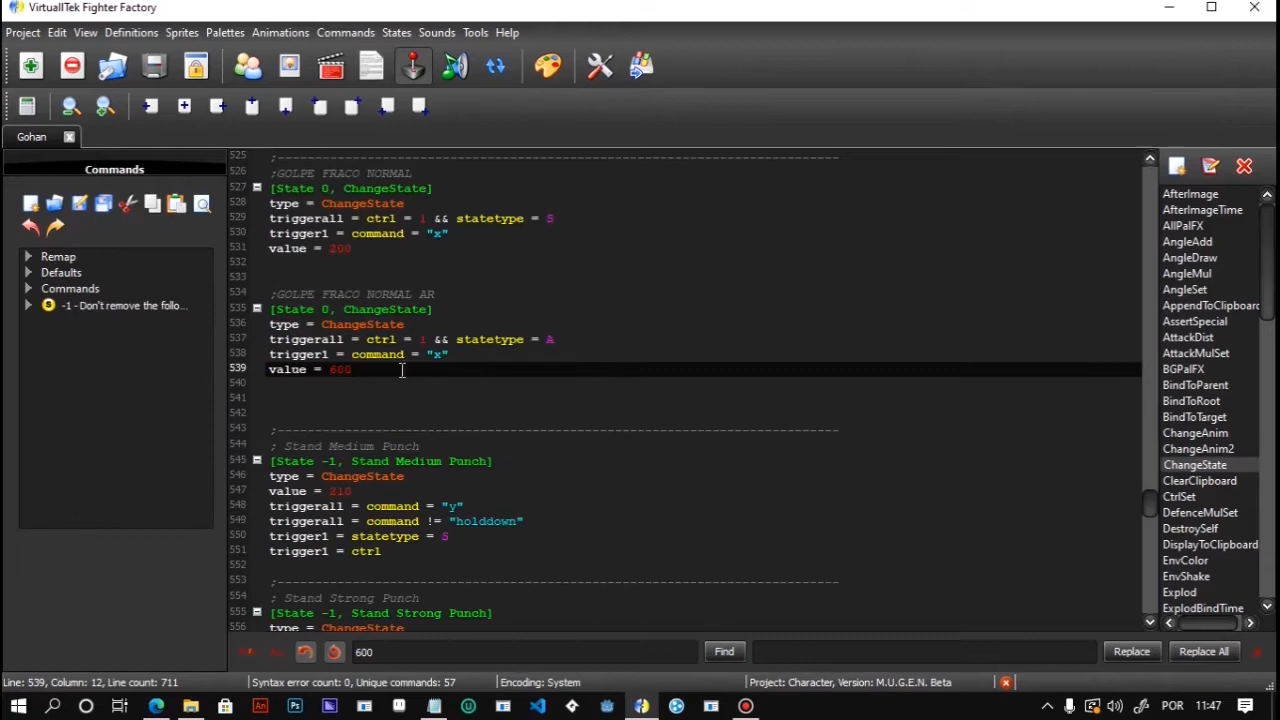 VirtuallTek Fighter Factory
Project Edit View Definitions Sprites Palettes Animations Commands States Sounds Tools Help
Gohan
Commands
Remap
Defaults
Commands
S -1 - Don't remove the follo...
525 ;---------------------------------------------------------------------------
526 ;GOLPE FRACO NORMAL
527 [State 0, ChangeState]
528 type = ChangeState
529 triggerall = ctrl = 1 && statetype = S
530 trigger1 = command = "x"
531 value = 200
532
533
534 ;GOLPE FRACO NORMAL AR
535 [State 0, ChangeState]
536 type = ChangeState
537 triggerall = ctrl = 1 && statetype = A
538 trigger1 = command = "x"
539 value = 600
540
541
542
543 ;---------------------------------------------------------------------------
544 ; Stand Medium Punch
545 [State -1, Stand Medium Punch]
546 type = ChangeState
547 value = 210
548 triggerall = command = "y"
549 triggerall = command != "holddown"
550 trigger1 = statetype = S
551 trigger1 = ctrl
552
553 ;---------------------------------------------------------------------------
554 ; Stand Strong Punch
555 [State -1, Stand Strong Punch]
556 type = ChangeState
AfterImage
AfterImageTime
AllPalFX
AngleAdd
AngleDraw
AngleMul
AngleSet
AppendToClipboar
AssertSpecial
AttackDist
AttackMulSet
BGPalFX
BindToParent
BindToRoot
BindToTarget
ChangeAnim
ChangeAnim2
ChangeState
ClearClipboard
CtrlSet
DefenceMulSet
DestroySelf
DisplayToClipboard
EnvColor
EnvShake
Explod
ExplodBindTime
600 Find Replace Replace All
Line: 539, Column: 12, Line count: 711 Syntax error count: 0, Unique commands: 57 Encoding: System Project: Character, Version: M.U.G.E.N. Beta
An Ps POR 11:47